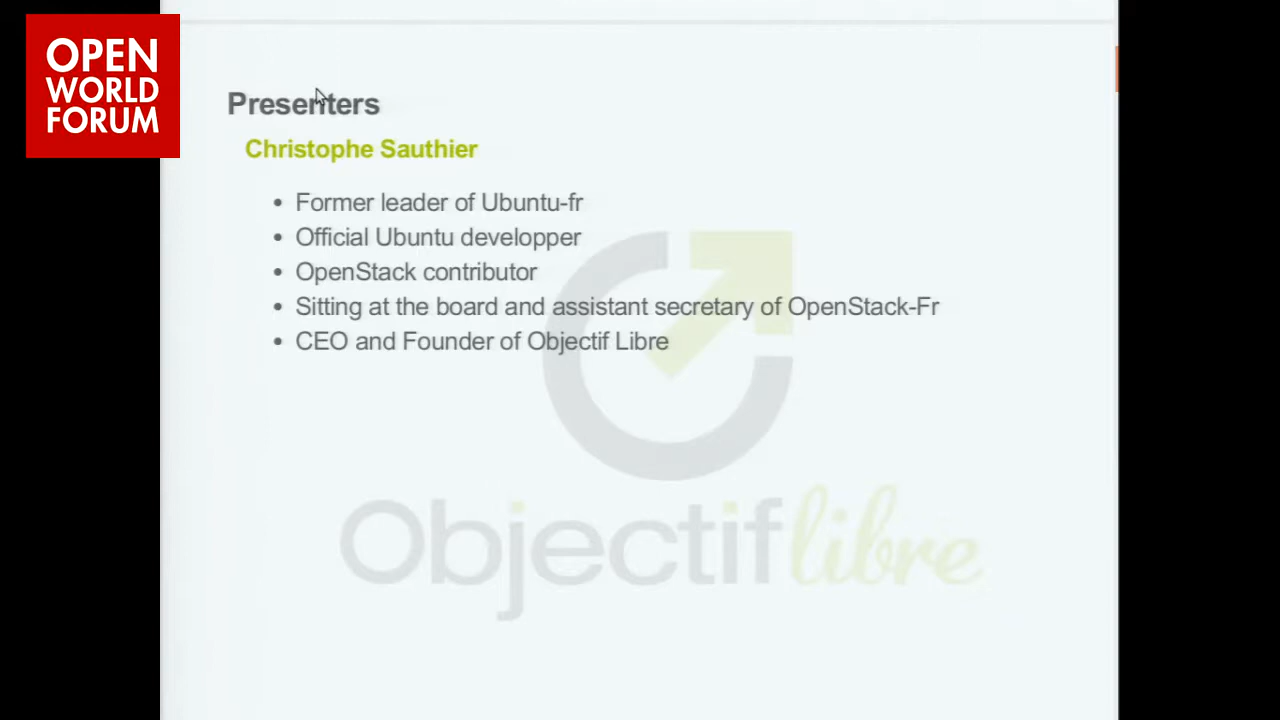 OPEN
WORLD
FORUM
Presenters
Christophe Sauthier
• Former leader of Ubuntu-fr
• Official Ubuntu developper
• OpenStack contributor
• Sitting at the board and assistant secretary of OpenStack-Fr
• CEO and Founder of Objectif Libre
Objectif libre